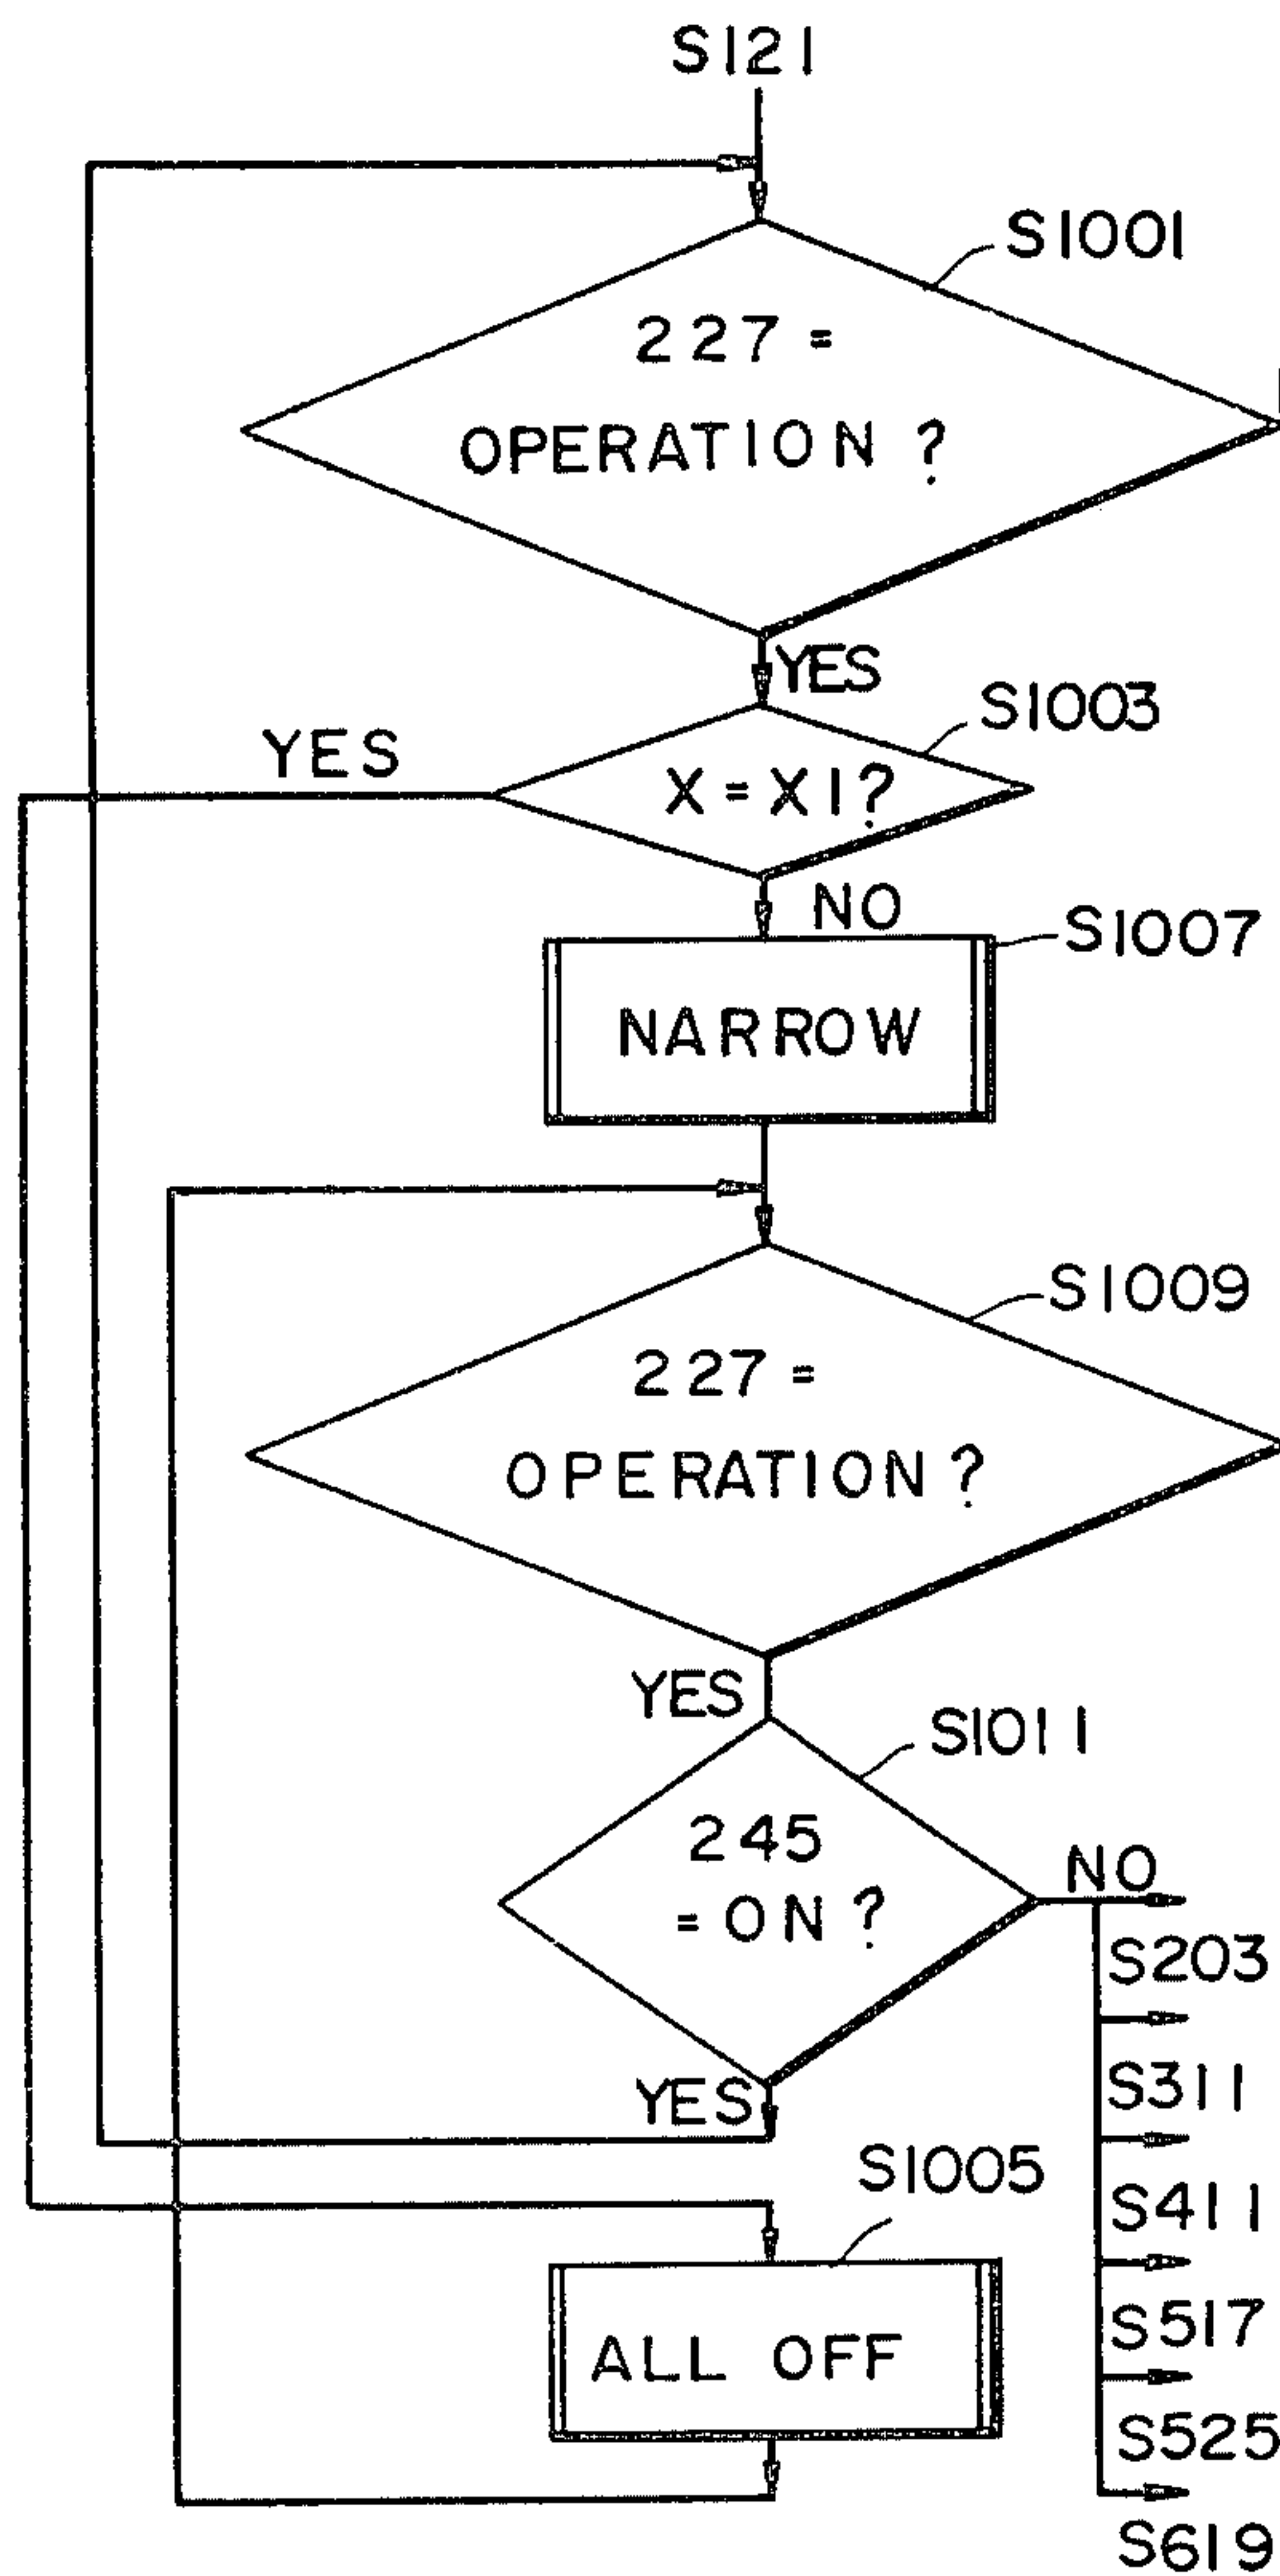 S121
S1001
227 =
OPERATION ?
YES
S1003
YES
X = X1?
NO
S1007
NARROW
S1009
227 =
OPERATION ?
YES
S1011
245
= ON ?
NO
S203
YES
S311
S1005
S411
S517
ALL OFF
S525
S619